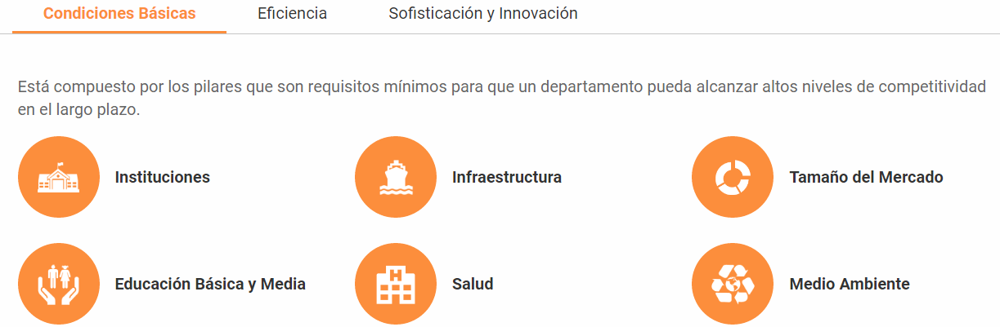 Condiciones Básicas Eficiencia Sofisticación y Innovación
Está compuesto por los pilares que son requisitos mínimos para que un departamento pueda alcanzar altos niveles de competitividad
en el largo plazo.
Instituciones Infraestructura Tamaño del Mercado
H
Educación Básica y Media Salud Medio Ambiente